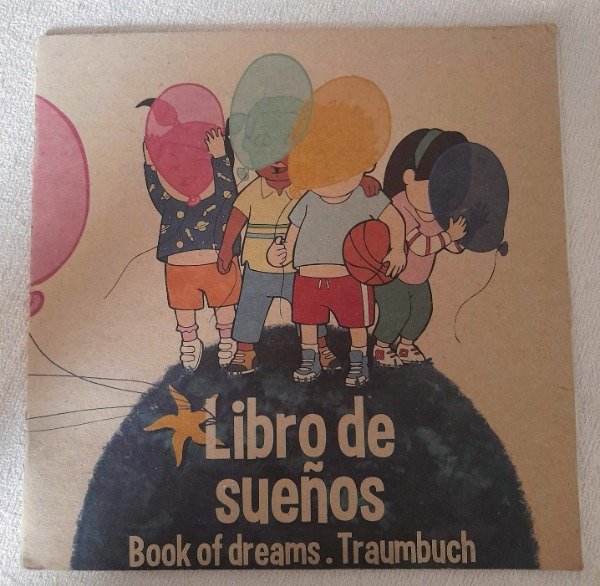 Libro de
sueños
Book of dreams . Traumbuch